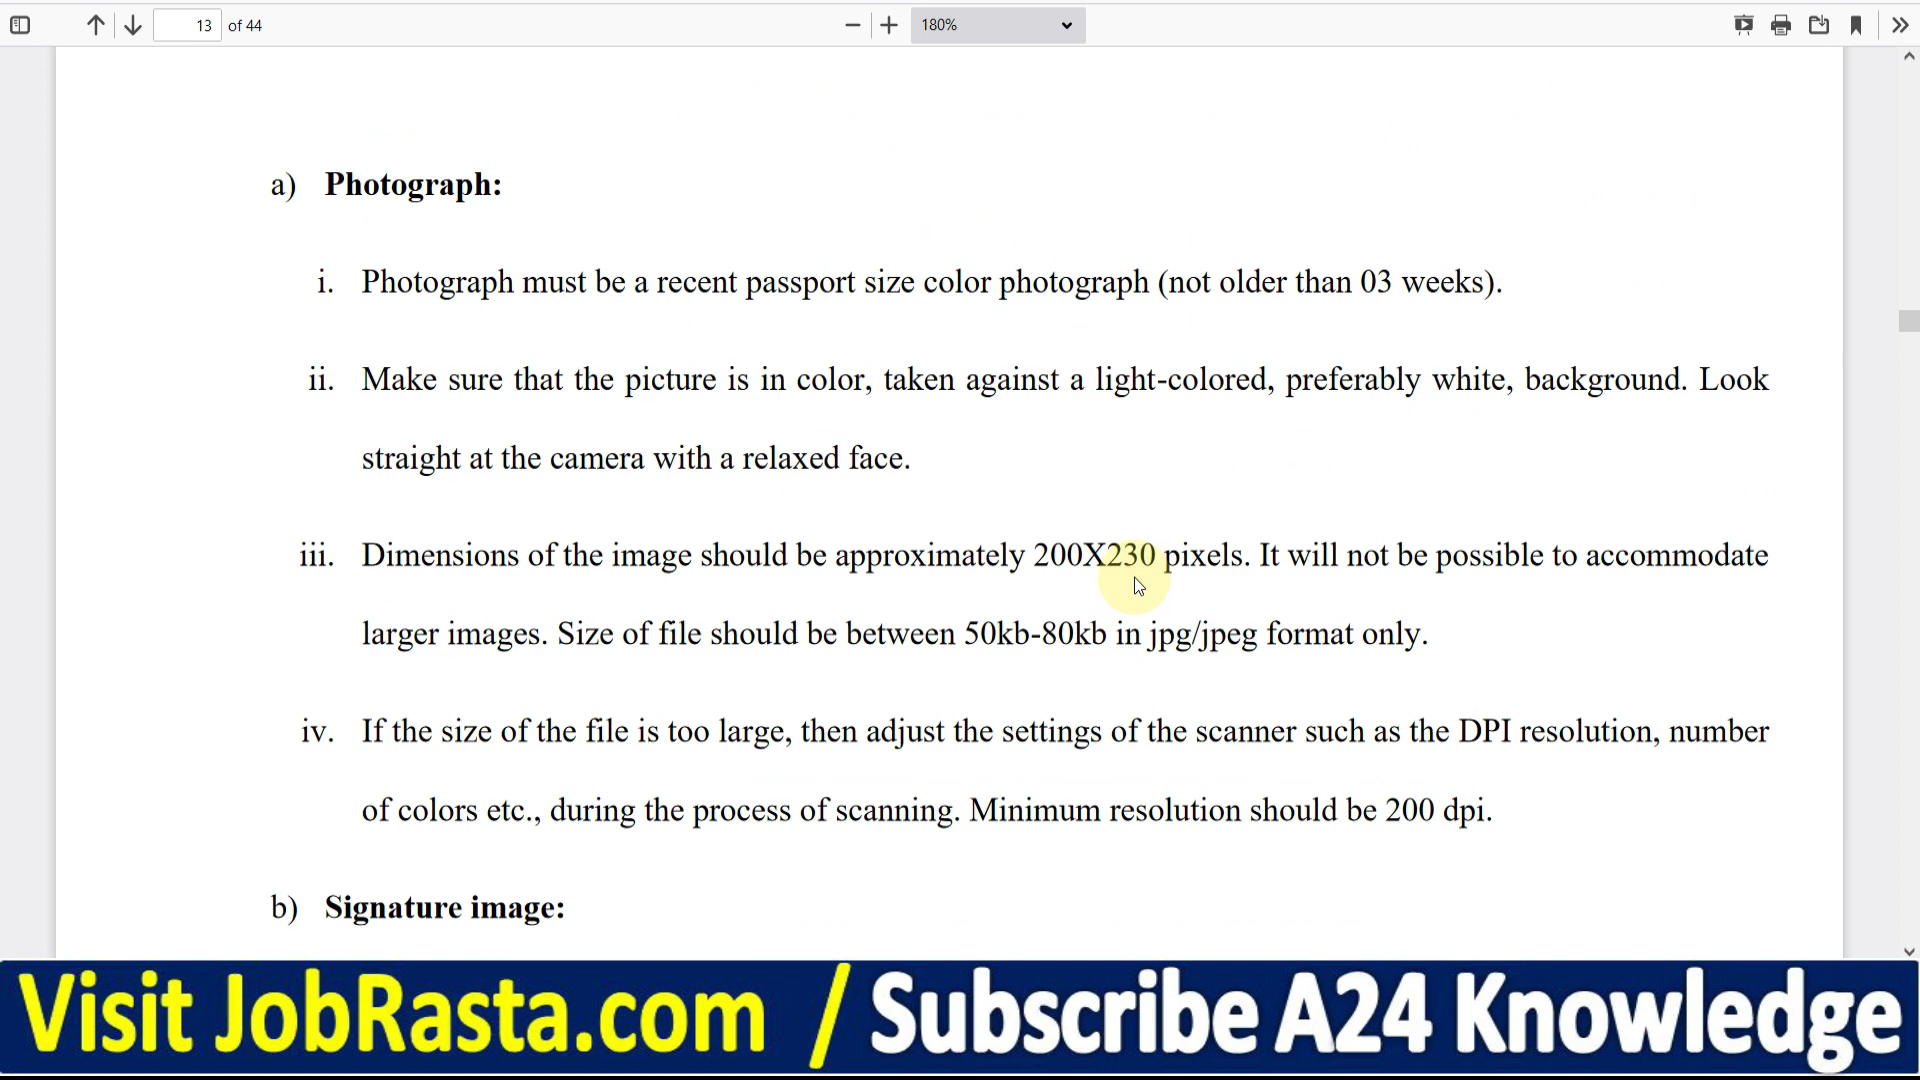 13 of 44
180%
a) Photograph:
i. Photograph must be a recent passport size color photograph (not older than 03 weeks).
ii. Make sure that the picture is in color, taken against a light-colored, preferably white, background. Look
straight at the camera with a relaxed face.
iii. Dimensions of the image should be approximately 200X230 pixels. It will not be possible to accommodate
larger images. Size of file should be between 50kb-80kb in jpg/jpeg format only.
iv. If the size of the file is too large, then adjust the settings of the scanner such as the DPI resolution, number
of colors etc., during the process of scanning. Minimum resolution should be 200 dpi.
b) Signature image:
Visit JobRasta.com / Subscribe A24 Knowledge